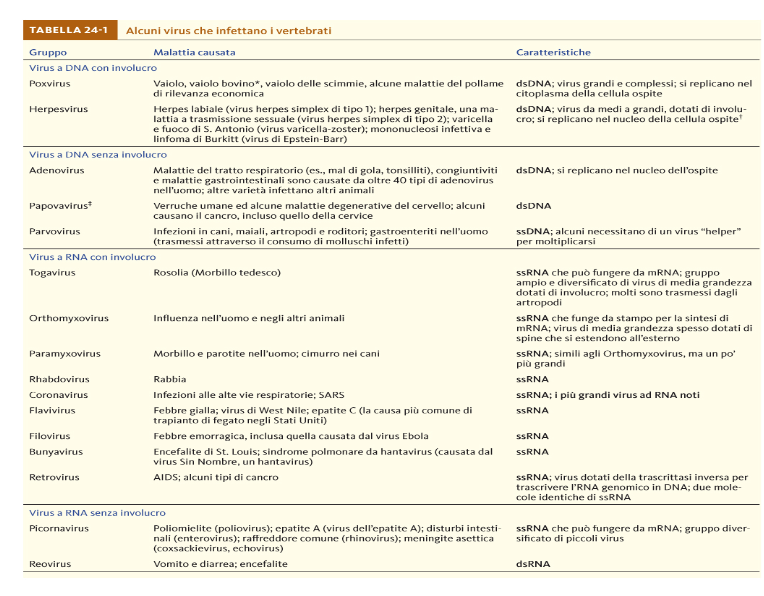 TABELLA 24-1 Alcuni virus che infettano i vertebrati
Gruppo Malattia causata Caratteristiche
Virus a DNA con involucro
Poxvirus Vaiolo, vaiolo bovino*, vaiolo delle scimmie, alcune malattie del pollame dsDNA; virus grandi e complessi; si replicano nel
di rilevanza economica citoplasma della cellula ospite
Herpesvirus Herpes labiale (virus herpes simplex di tipo 1); herpes genitale, una ma- dsDNA; virus da medi a grandi, dotati di involu-
lattia a trasmissione sessuale (virus herpes simplex di tipo 2); varicella cro; si replicano nel nucleo della cellula ospite†
e fuoco di S. Antonio (virus varicella-zoster); mononucleosi infettiva e
linfoma di Burkitt (virus di Epstein-Barr)
Virus a DNA senza involucro
Adenovirus Malattie del tratto respiratorio (es., mal di gola, tonsilliti), congiuntiviti dsDNA; si replicano nel nucleo dell'ospite
e malattie gastrointestinali sono causate da oltre 40 tipi di adenovirus
nell'uomo; altre varietà infettano altri animali
Papovavirus‡ Verruche umane ed alcune malattie degenerative del cervello; alcuni dsDNA
causano il cancro, incluso quello della cervice
Parvovirus Infezioni in cani, maiali, artropodi e roditori; gastroenteriti nell'uomo ssDNA; alcuni necessitano di un virus "helper"
(trasmessi attraverso il consumo di molluschi infetti) per moltiplicarsi
Virus a RNA con involucro
Togavirus Rosolia (Morbillo tedesco) ssRNA che può fungere da mRNA; gruppo
ampio e diversificato di virus di media grandezza
dotati di involucro; molti sono trasmessi dagli
artropodi
Orthomyxovirus Influenza nell'uomo e negli altri animali ssRNA che funge da stampo per la sintesi di
mRNA; virus di media grandezza spesso dotati di
spine che si estendono all'esterno
Paramyxovirus Morbillo e parotite nell'uomo; cimurro nei cani ssRNA; simili agli Orthomyxovirus, ma un po'
più grandi
Rhabdovirus Rabbia ssRNA
Coronavirus Infezioni alle alte vie respiratorie; SARS ssRNA; i più grandi virus ad RNA noti
Flavivirus Febbre gialla; virus di West Nile; epatite C (la causa più comune di ssRNA
trapianto di fegato negli Stati Uniti)
Filovirus Febbre emorragica, inclusa quella causata dal virus Ebola ssRNA
Bunyavirus Encefalite di St. Louis; sindrome polmonare da hantavirus (causata dal ssRNA
virus Sin Nombre, un hantavirus)
Retrovirus AIDS; alcuni tipi di cancro ssRNA; virus dotati della trascrittasi inversa per
trascrivere l'RNA genomico in DNA; due mole-
cole identiche di ssRNA
Virus a RNA senza involucro
Picornavirus Poliomielite (poliovirus); epatite A (virus dell'epatite A); disturbi intesti- ssRNA che può fungere da mRNA; gruppo diver-
nali (enterovirus); raffreddore comune (rhinovirus); meningite asettica sificato di piccoli virus
(coxsackievirus, echovirus)
Reovirus Vomito e diarrea; encefalite dsRNA